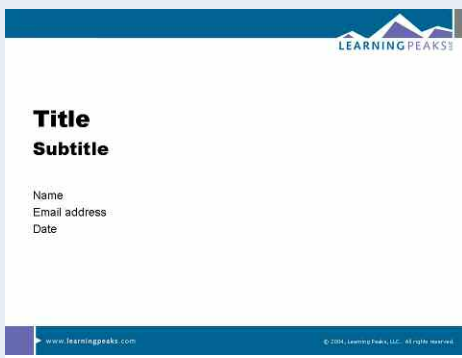 LEARNINGPEAKS
Title
Subtitle
Name
Email address
Date
www.learningpeaks.com
© 2004, Learning Peaks, LLC. All rights reserved.